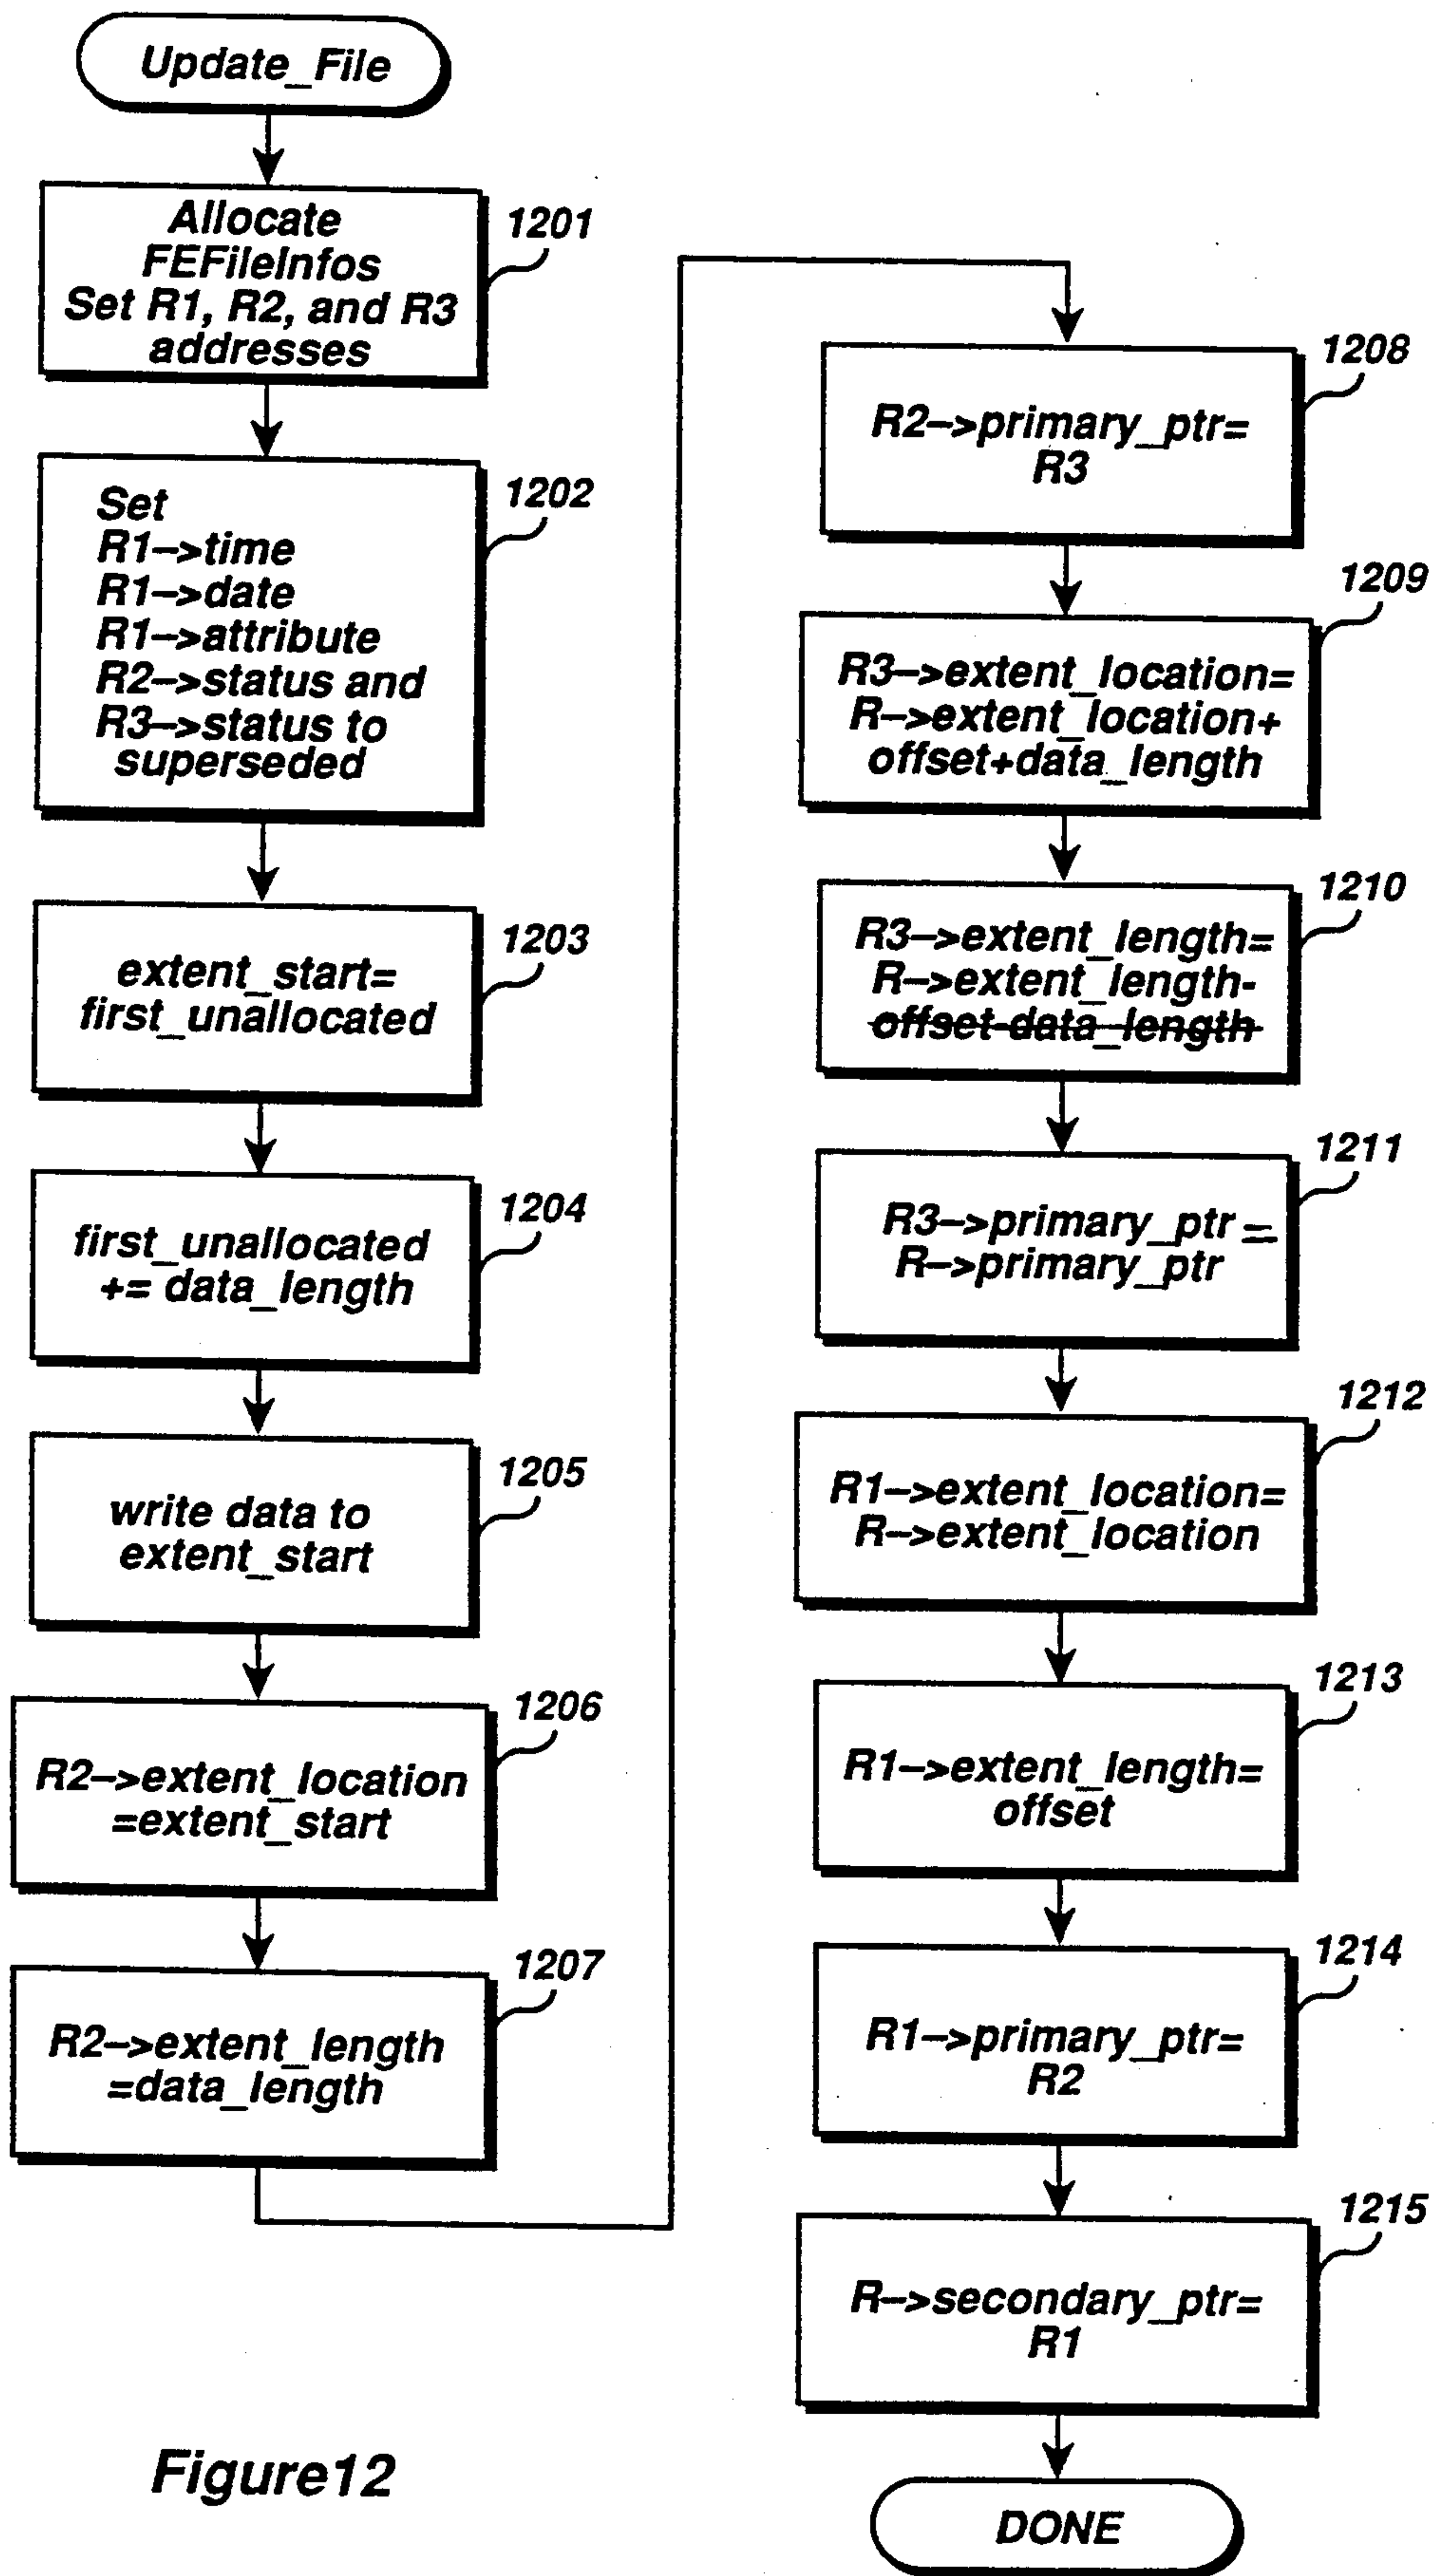 Update_File
Allocate
FEFileInfos
Set R1, R2, and R3
addresses
1201
Set
R1->time
R1->date
R1->attribute
R2->status and
R3->status to
superseded
1202
extent_start=
first_unallocated
1203
first_unallocated
+= data_length
1204
write data to
extent_start
1205
R2->extent_location
=extent_start
1206
R2->extent_length
=data_length
1207
R2->primary_ptr=
R3
1208
R3->extent_location=
R->extent_location+
offset+data_length
1209
R3->extent_length=
R->extent_length-
offset-data_length
1210
R3->primary_ptr=
R->primary_ptr
1211
R1->extent_location=
R->extent_location
1212
R1->extent_length=
offset
1213
R1->primary_ptr=
R2
1214
R->secondary_ptr=
R1
1215
DONE
Figure12